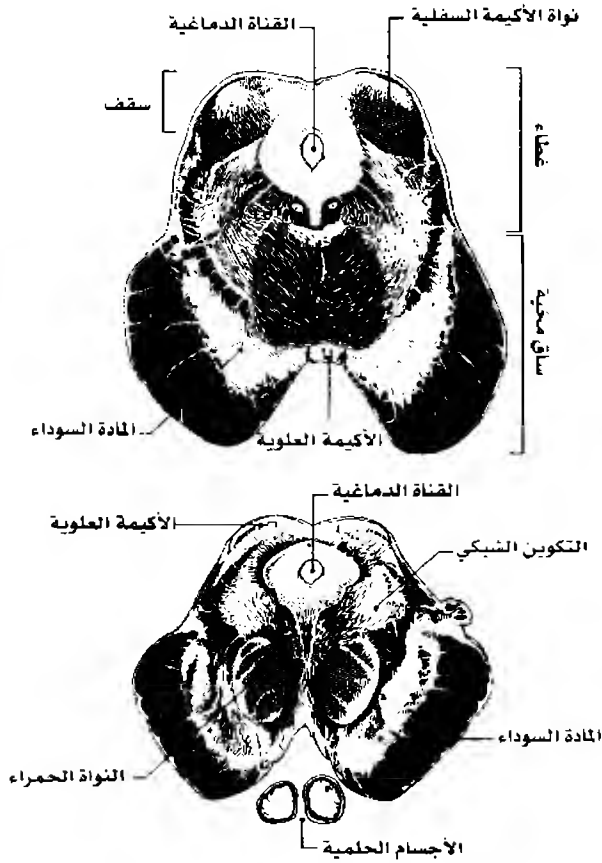 القناة الدماغية
نواة الأكيمة السفلية
سقف
غطاء
ساق مخية
المادة السوداء
الأكيمة العلوية
القناة الدماغية
الأكيمة العلوية
التكوين الشبكي
المادة السوداء
النواة الحمراء
الأجسام الحلمية